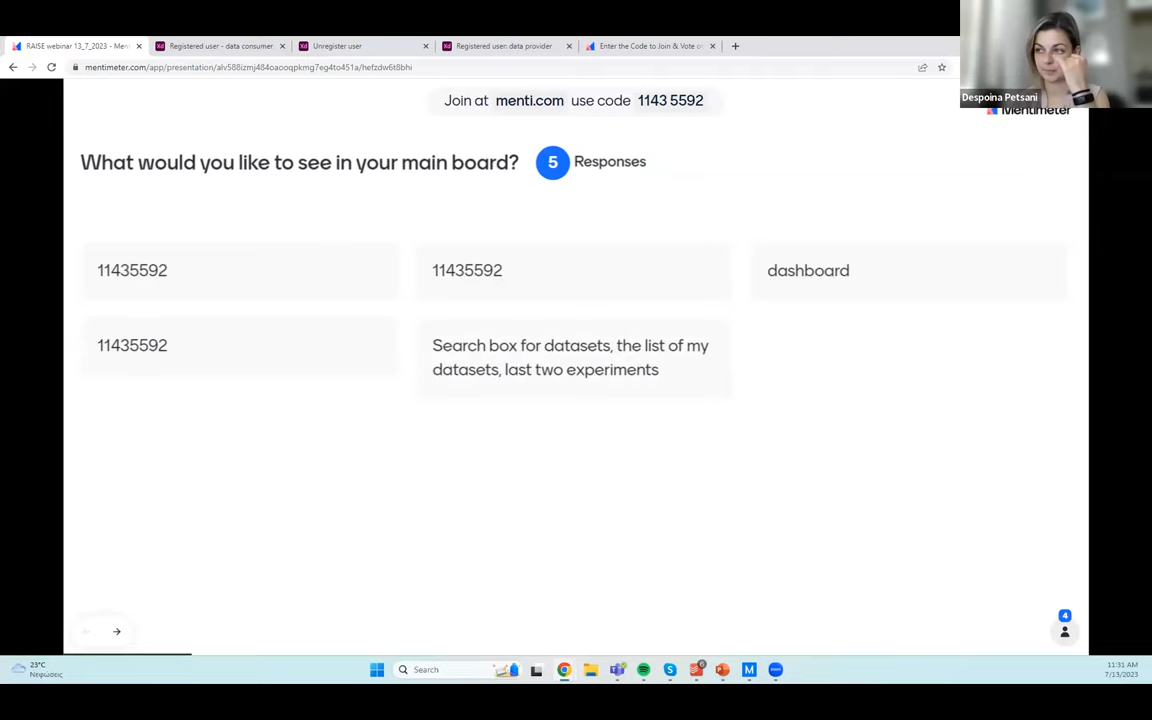 RAISE webinar 13_7_2023 - Men
Registered user - data consumer
Unregister user
Registered user: data provider
Enter the Code to Join & Vote o
mentimeter.com/app/presentation/alv588izmj484oaooqpkmg7eg4to451a/hefzdw6t8bhi
Despoina Petsani
Join at menti.com use code 1143 5592
Mentimeter
What would you like to see in your main board? 5 Responses
11435592
11435592
dashboard
11435592
Search box for datasets, the list of my
datasets, last two experiments
4
23°C
Νεφώσεις
Search
6
11:31 AM
7/13/2023